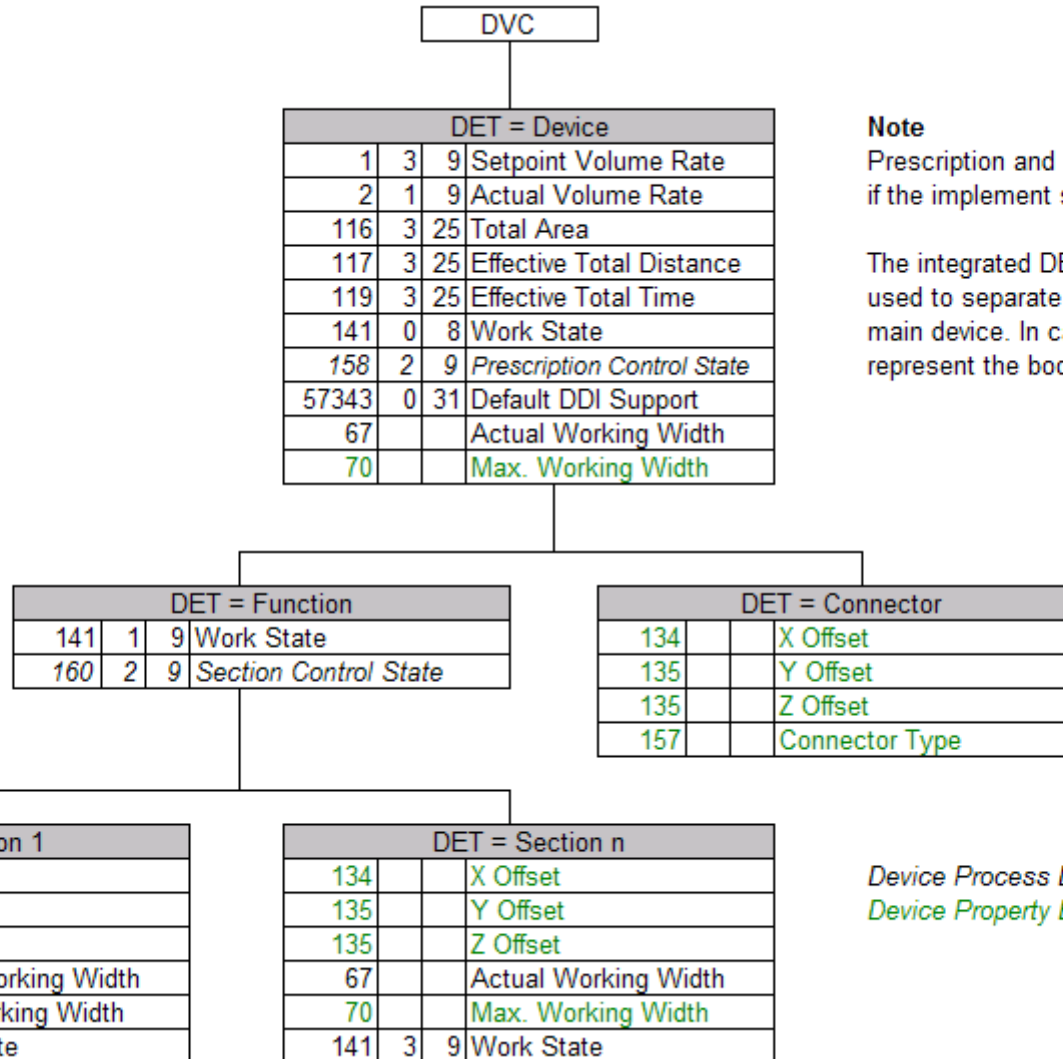 DVC
DET = Device
1 3 9 Setpoint Volume Rate
2 1 9 Actual Volume Rate
116 3 25 Total Area
117 3 25 Effective Total Distance
119 3 25 Effective Total Time
141 0 8 Work State
158 2 9 Prescription Control State
57343 0 31 Default DDI Support
67 Actual Working Width
70 Max. Working Width
Note
Prescription and
if the implement
The integrated
used to separate
main device. In
represent the
DET = Function
141 1 9 Work State
160 2 9 Section Control State
DET = Connector
134 X Offset
135 Y Offset
135 Z Offset
157 Connector Type
on 1
orking Width
king Width
te
DET = Section n
134 X Offset
135 Y Offset
135 Z Offset
67 Actual Working Width
70 Max. Working Width
141 3 9 Work State
Device Process
Device Property